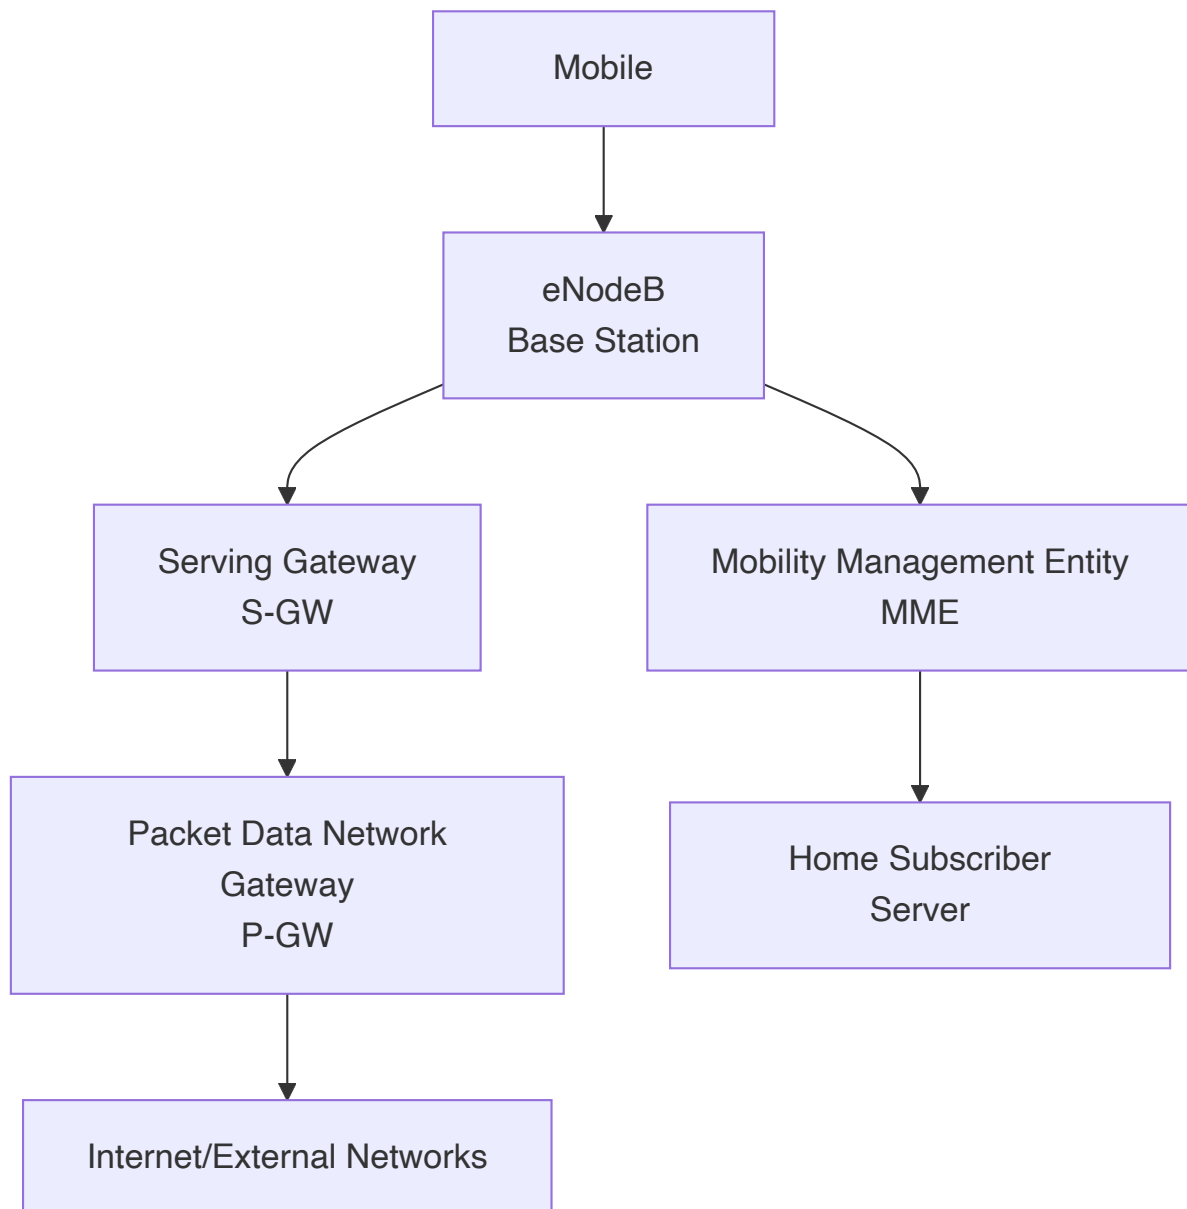 Mobile
eNodeB
Base Station
Serving Gateway
S-GW
Mobility Management Entity
MME
Packet Data Network
Gateway
P-GW
Home Subscriber
Server
Internet/External Networks